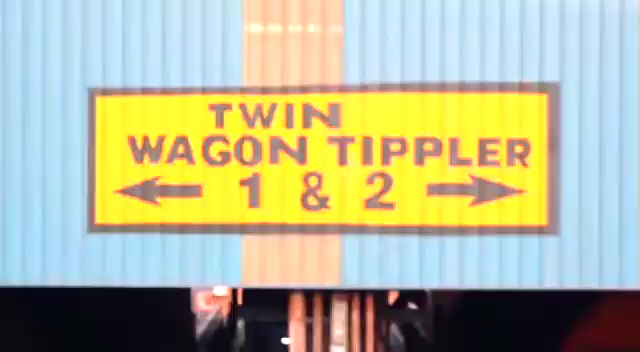 TWIN
WAGON TIPPLER
← 1 & 2 →